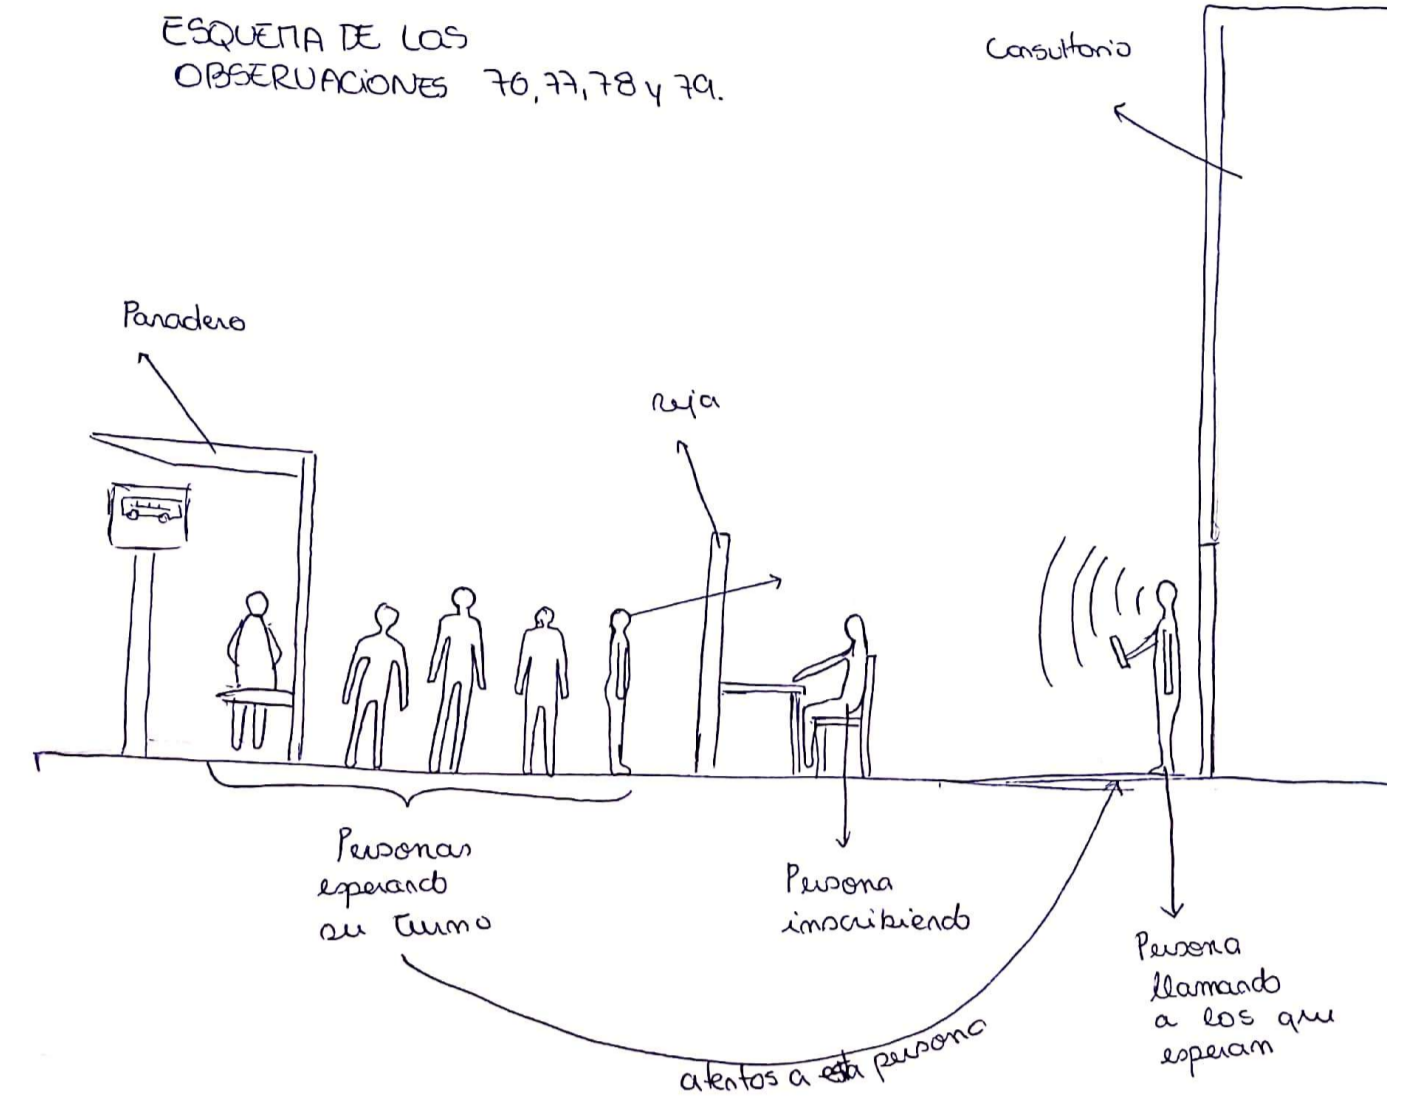 ESQUEMA DE LOS
OBSERVACIONES 76, 77, 78 y 79.
Consultorio
Paradero
reja
Personas
esperando
su turno
Persona
inscribiendo
Persona
llamando
a los que
esperan
atentos a esta persona